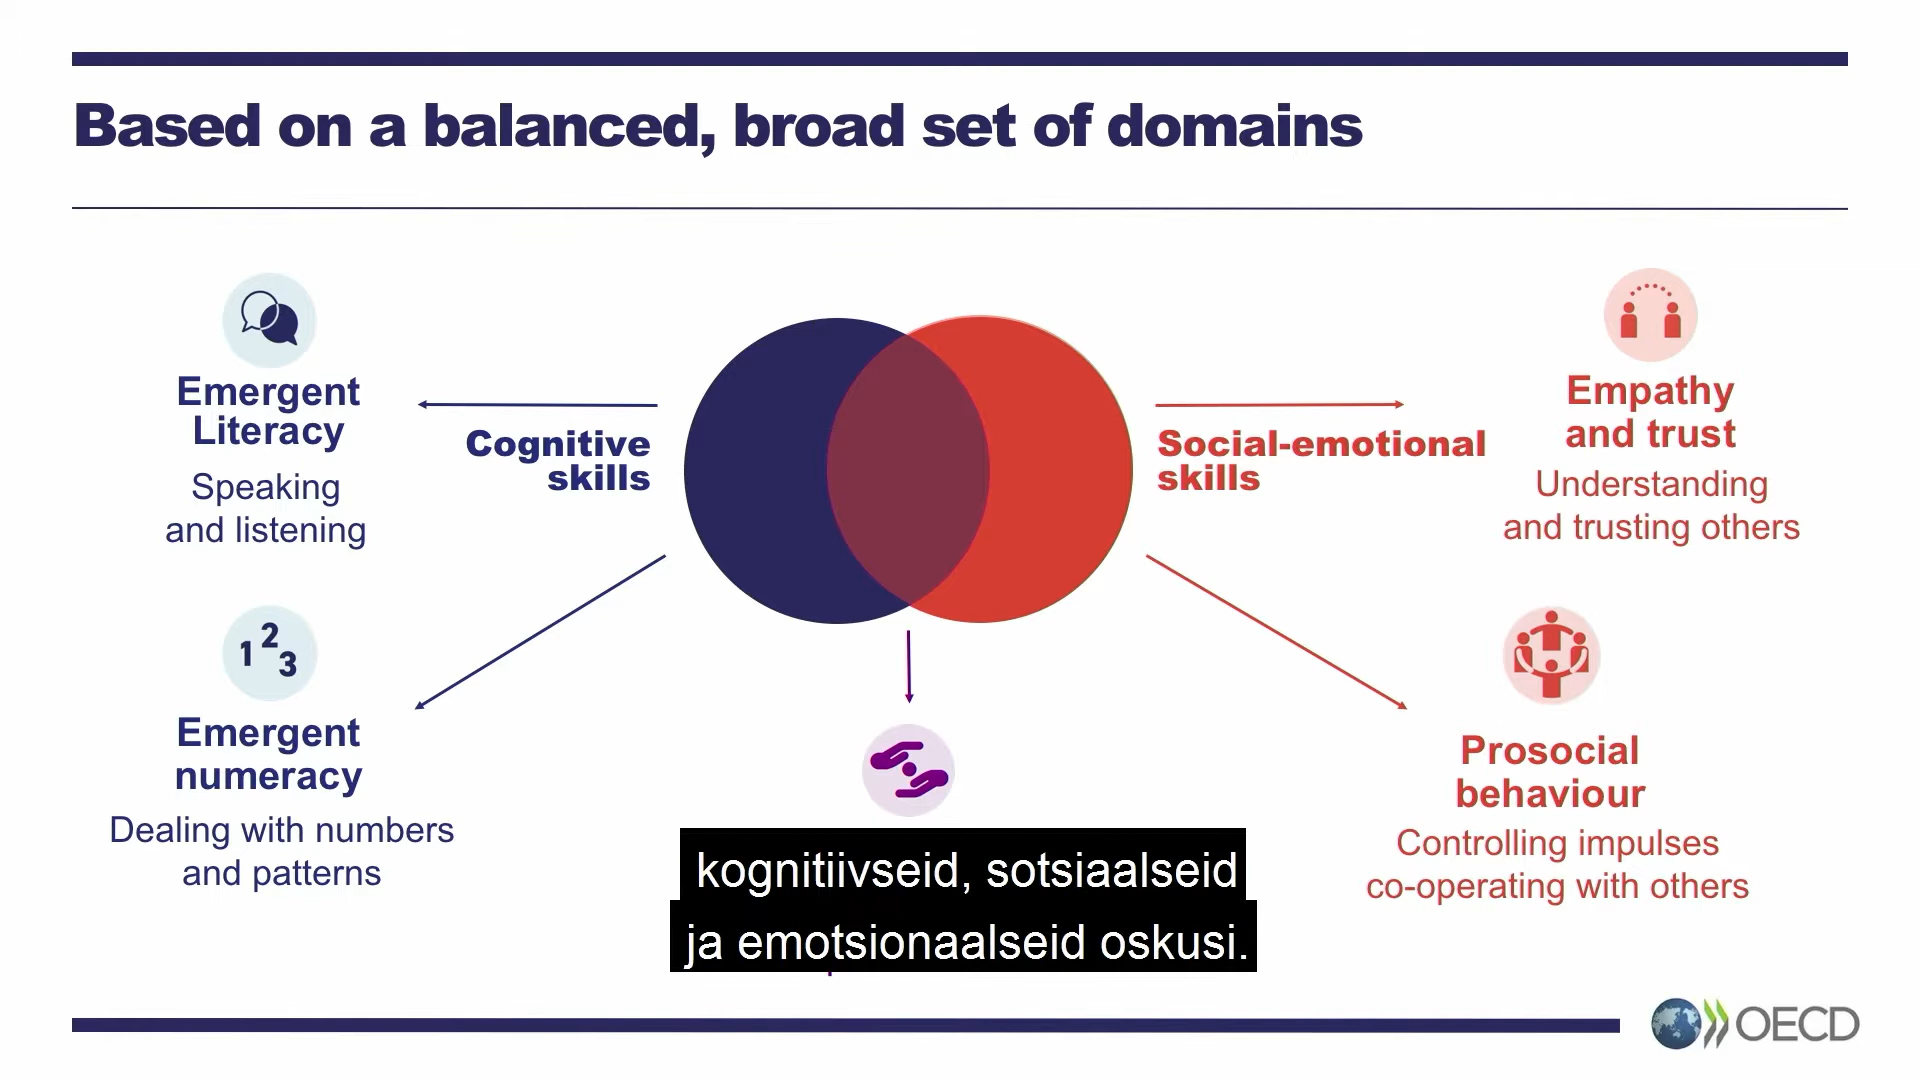 Based on a balanced, broad set of domains
Emergent
Literacy
Speaking
and listening
Cognitive
skills
Social-emotional
skills
Empathy
and trust
Understanding
and trusting others
1 2 3
Emergent
numeracy
Dealing with numbers
and patterns
Prosocial
behaviour
Controlling impulses
co-operating with others
kognitiivseid, sotsiaalseid
ja emotsionaalseid oskusi.
OECD